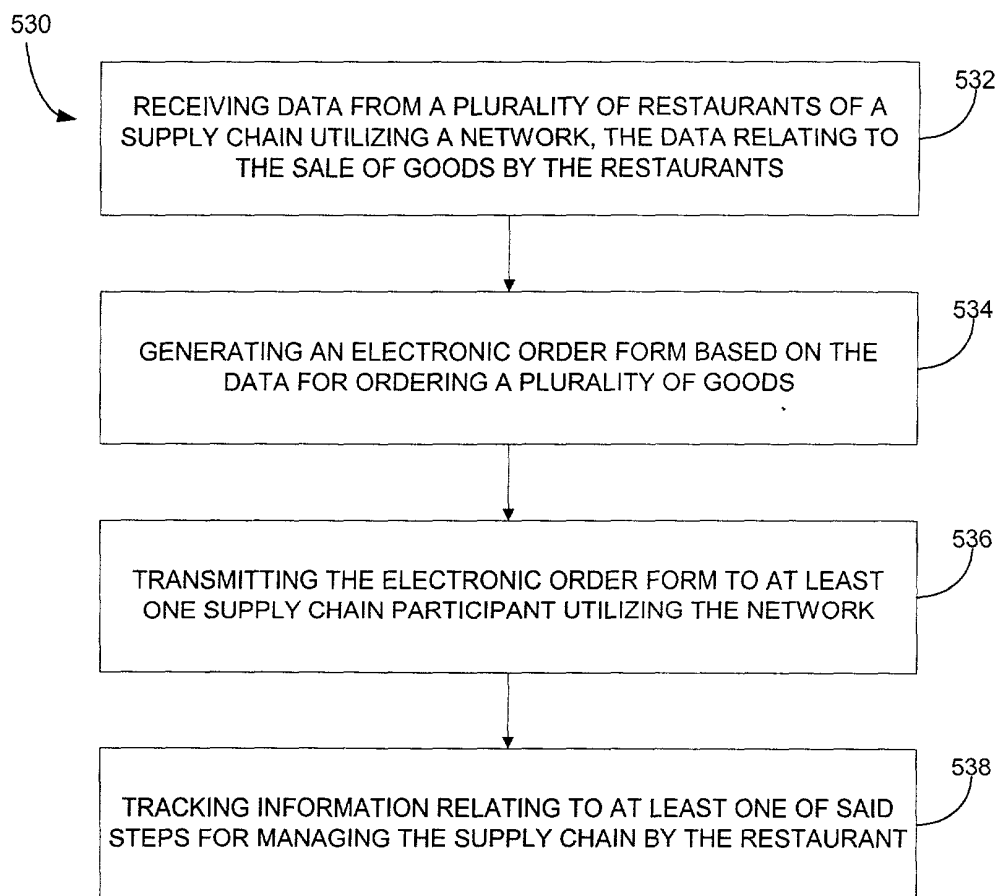 530
532
RECEIVING DATA FROM A PLURALITY OF RESTAURANTS OF A
SUPPLY CHAIN UTILIZING A NETWORK, THE DATA RELATING TO
THE SALE OF GOODS BY THE RESTAURANTS
534
GENERATING AN ELECTRONIC ORDER FORM BASED ON THE
DATA FOR ORDERING A PLURALITY OF GOODS
536
TRANSMITTING THE ELECTRONIC ORDER FORM TO AT LEAST
ONE SUPPLY CHAIN PARTICIPANT UTILIZING THE NETWORK
538
TRACKING INFORMATION RELATING TO AT LEAST ONE OF SAID
STEPS FOR MANAGING THE SUPPLY CHAIN BY THE RESTAURANT